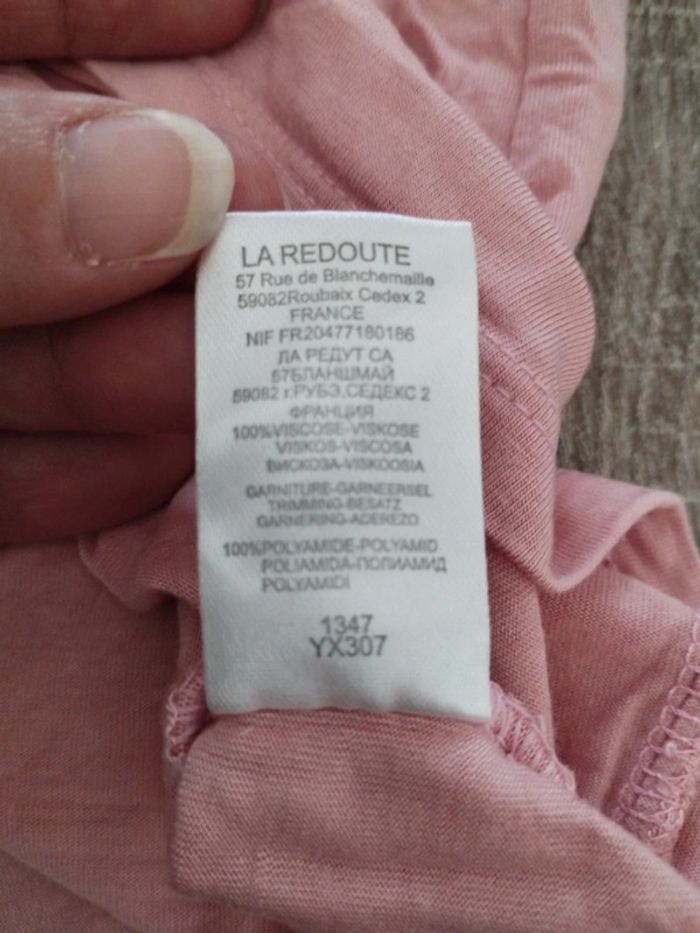 LA REDOUTE
57 Rue de Blanchemaille
59082Roubaix Cedex 2
FRANCE
NIF FR20477180186
ЛА РЕДУТ СА
57БЛАНШМАЙ
59082 г.РУБЭ,СЕДЕКС 2
ФРАНЦИЯ
100%VISCOSE-VISKOSE
VISKOS-VISCOSA
ВИСКОЗА-VISKOOSIA
GARNITURE-GARNEERSEL
TRIMMING-BESATZ
GARNERING-ADEREZO
100%POLYAMIDE-POLYAMID
POLIAMIDA-ПОЛИАМИД
POLYAMIDI
1347
YX307